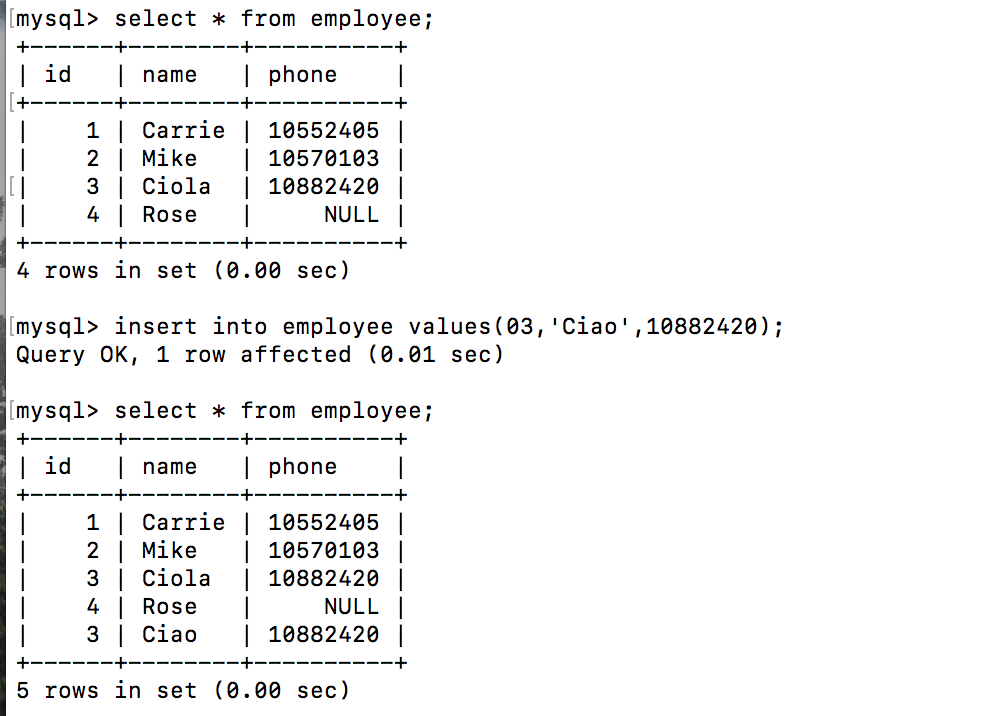 mysql> select * from employee;
+------+--------+----------+
| id   | name   | phone    |
+------+--------+----------+
|    1 | Carrie | 10552405 |
|    2 | Mike   | 10570103 |
|    3 | Ciola  | 10882420 |
|    4 | Rose   |     NULL |
+------+--------+----------+
4 rows in set (0.00 sec)

mysql> insert into employee values(03,'Ciao',10882420);
Query OK, 1 row affected (0.01 sec)

mysql> select * from employee;
+------+--------+----------+
| id   | name   | phone    |
+------+--------+----------+
|    1 | Carrie | 10552405 |
|    2 | Mike   | 10570103 |
|    3 | Ciola  | 10882420 |
|    4 | Rose   |     NULL |
|    3 | Ciao   | 10882420 |
+------+--------+----------+
5 rows in set (0.00 sec)